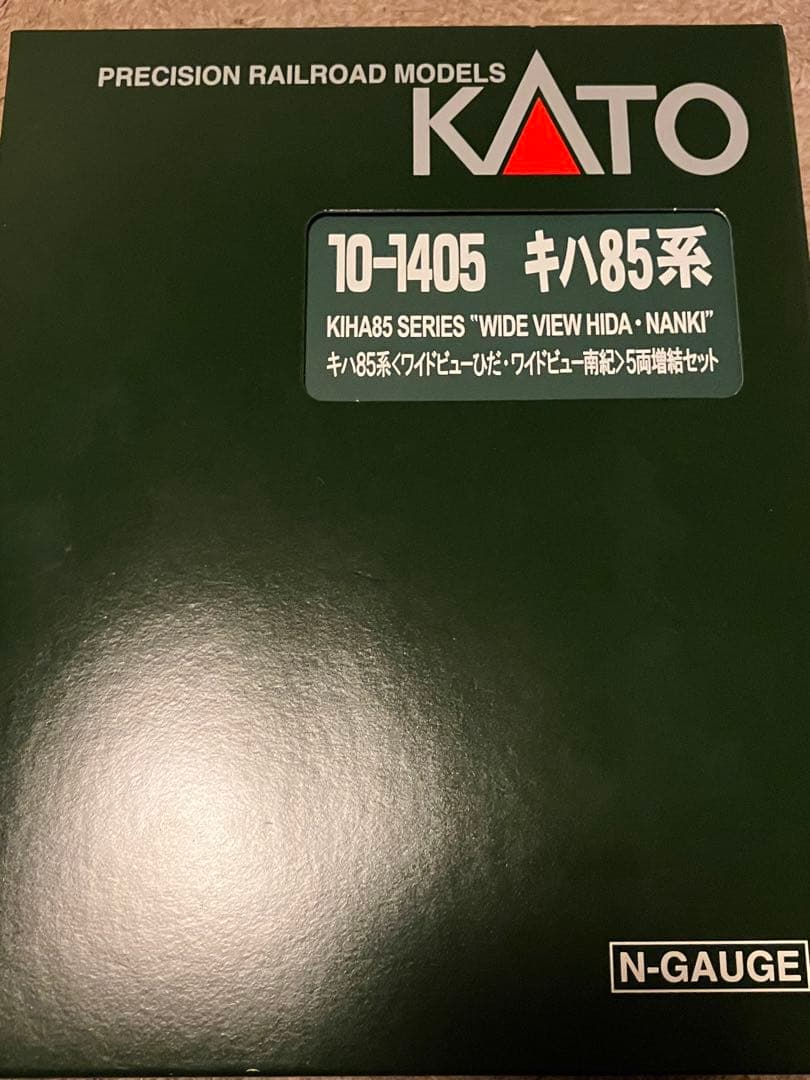 PRECISION RAILROAD MODELS
KATO
10-1405 キハ85系
KIHA85 SERIES "WIDE VIEW HIDA・NANKI"
キハ85系〈ワイドビューひだ・ワイドビュー南紀〉5両増結セット
N-GAUGE